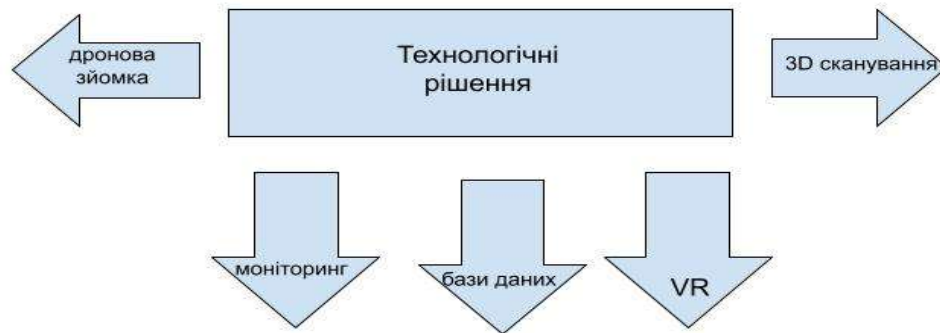 Технологічні
рішення
дронова
зйомка
3D сканування
моніторинг
бази даних
VR